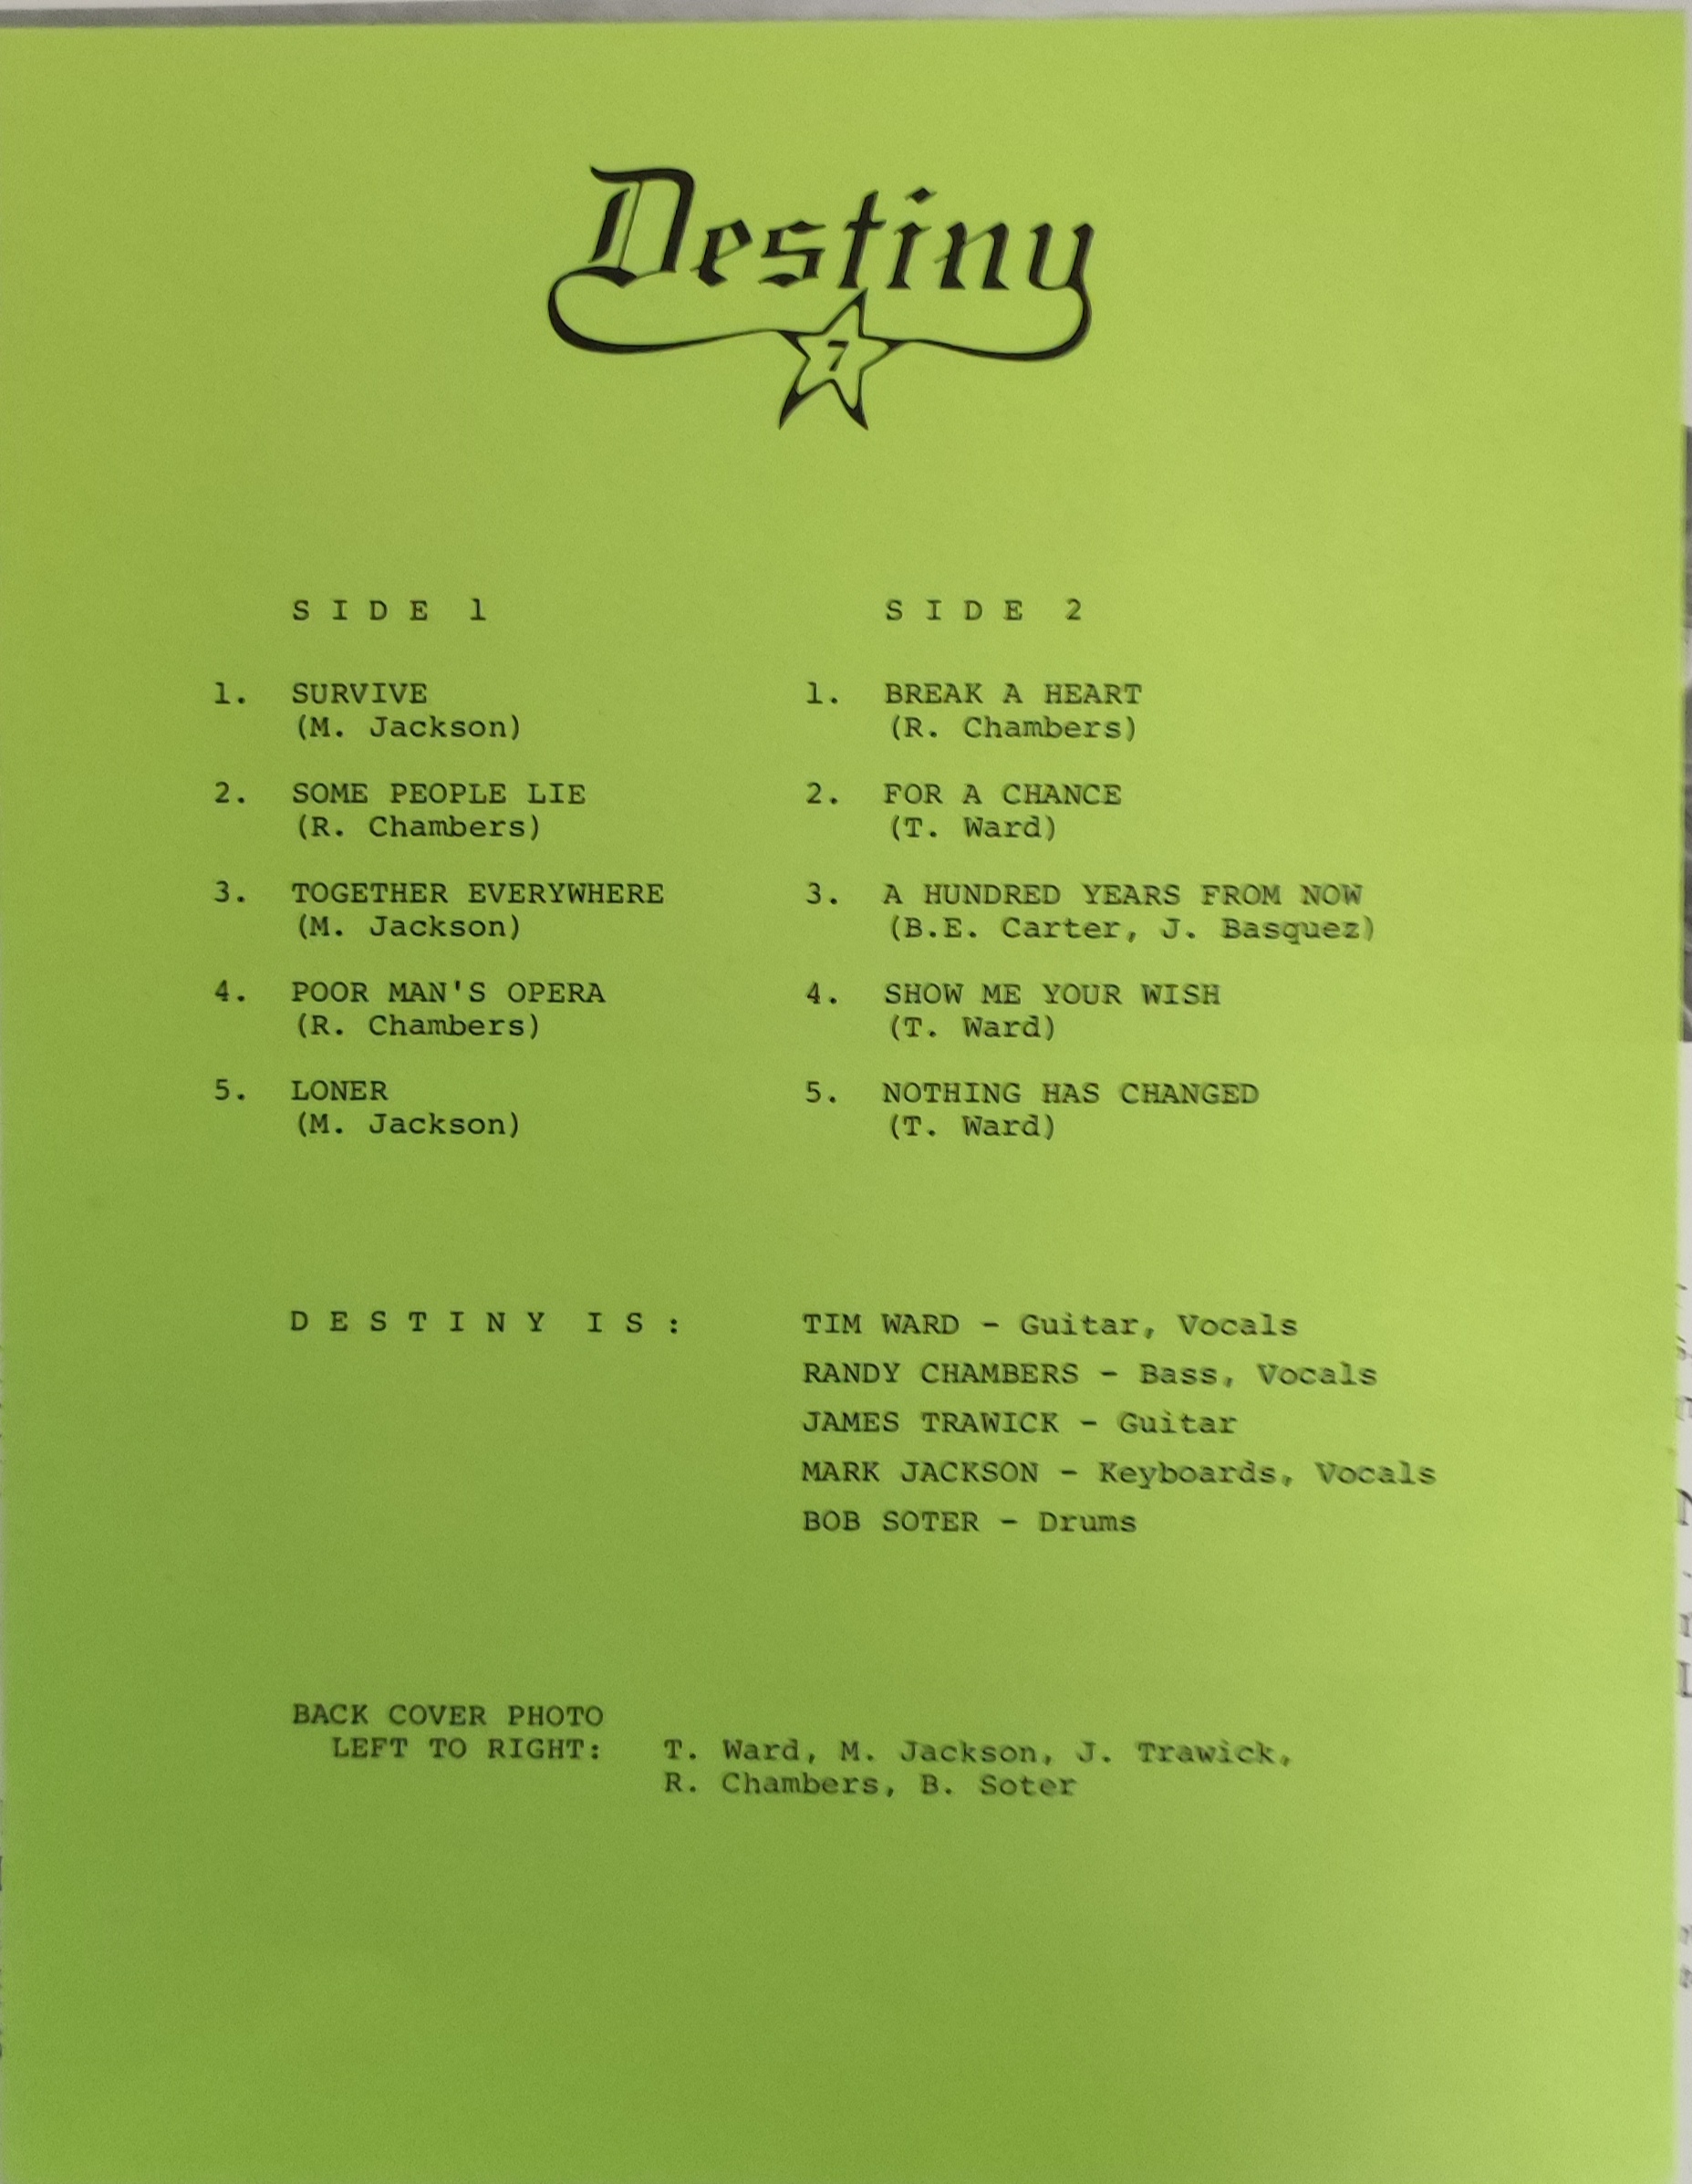 Destiny
7
SIDE 1
1. SURVIVE
(M. Jackson)
2. SOME PEOPLE LIE
(R. Chambers)
3. TOGETHER EVERYWHERE
(M. Jackson)
4. POOR MAN'S OPERA
(R. Chambers)
5. LONER
(M. Jackson)
SIDE 2
1. BREAK A HEART
(R. Chambers)
2. FOR A CHANCE
(T. Ward)
3. A HUNDRED YEARS FROM NOW
(B.E. Carter, J. Basquez)
4. SHOW ME YOUR WISH
(T. Ward)
5. NOTHING HAS CHANGED
(T. Ward)
DESTINY IS:
TIM WARD - Guitar, Vocals
RANDY CHAMBERS - Bass, Vocals
JAMES TRAWICK - Guitar
MARK JACKSON - Keyboards, Vocals
BOB SOTER - Drums
BACK COVER PHOTO
LEFT TO RIGHT: T. Ward, M. Jackson, J. Trawick,
R. Chambers, B. Soter